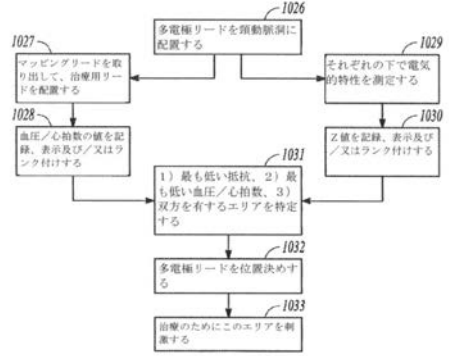 1026
多電極リードを頚動脈洞に
配置する
1027
マッピングリードを取
り出して、治療用リー
ドを配置する
1029
それぞれの下で電気
的特性を測定する
1028
血圧/心拍数の値を記
録、表示及び/又はラ
ンク付けする
1030
Z値を記録、表示及び
/又はランク付けする
1031
1)最も低い抵抗、2)最
も低い血圧/心拍数、3)
双方を有するエリアを特定
する
1032
多電極リードを位置決めす
る
1033
治療のためにこのエリアを刺
激する